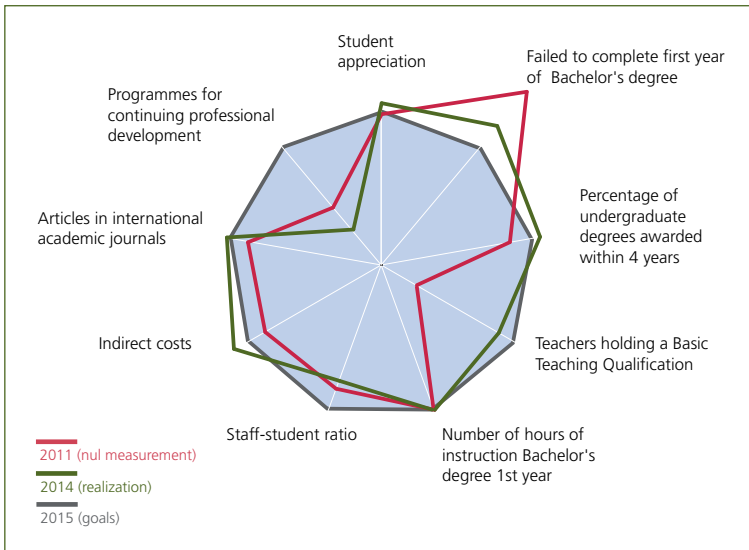 Student
appreciation
Failed to complete first year
of Bachelor's degree
Programmes for
continuing professional
development
Percentage of
undergraduate
degrees awarded
within 4 years
Articles in international
academic journals
Indirect costs
Teachers holding a Basic
Teaching Qualification
Staff-student ratio
Number of hours of
instruction Bachelor's
degree 1st year
2011 (nul measurement)
2014 (realization)
2015 (goals)